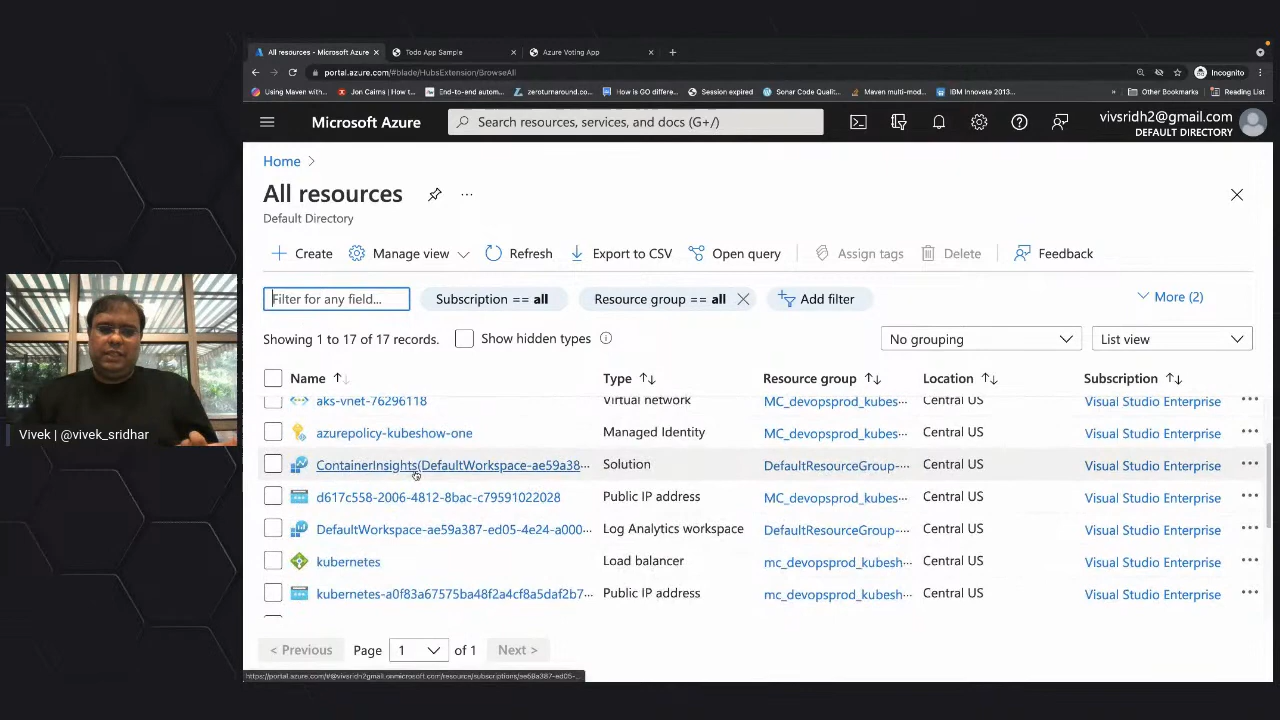 All resources - Microsoft Azure
Todo App Sample
Azure Voting App
portal.azure.com/#blade/HubsExtension/BrowseAll
Incognito
Using Maven with...
Jon Cairns | How t...
End-to-end autom...
zeroturnaround.co...
How is GO differe...
Session expired
Sonar Code Qualit...
Maven multi-mod...
IBM Innovate 2013...
»
Other Bookmarks
Reading List
Microsoft Azure
Search resources, services, and docs (G+/)
vivsridh2@gmail.com
DEFAULT DIRECTORY
Home >
All resources
...
Default Directory
Create
Manage view
Refresh
Export to CSV
Open query
Assign tags
Delete
Feedback
Filter for any field...
Subscription == all
Resource group == all
Add filter
More (2)
Showing 1 to 17 of 17 records.
Show hidden types
No grouping
List view
Name Type Resource group Location Subscription
aks-vnet-76296118 Virtual network MC_devopsprod_kubes... Central US Visual Studio Enterprise ...
azurepolicy-kubeshow-one Managed Identity MC_devopsprod_kubes... Central US Visual Studio Enterprise ...
ContainerInsights(DefaultWorkspace-ae59a38... Solution DefaultResourceGroup-... Central US Visual Studio Enterprise ...
d617c558-2006-4812-8bac-c79591022028 Public IP address MC_devopsprod_kubes... Central US Visual Studio Enterprise ...
DefaultWorkspace-ae59a387-ed05-4e24-a000... Log Analytics workspace DefaultResourceGroup-... Central US Visual Studio Enterprise ...
kubernetes Load balancer mc_devopsprod_kubesh... Central US Visual Studio Enterprise ...
kubernetes-a0f83a67575ba48f2a4cf8a5daf2b7... Public IP address mc_devopsprod_kubesh... Central US Visual Studio Enterprise ...
< Previous
Page 1 of 1
Next >
Vivek | @vivek_sridhar